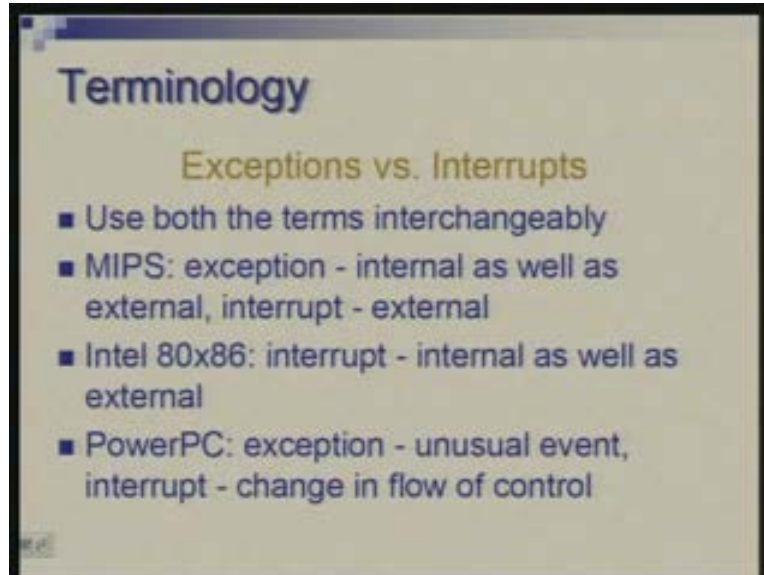 Terminology
Exceptions vs. Interrupts
■ Use both the terms interchangeably
■ MIPS: exception - internal as well as
external, interrupt - external
■ Intel 80x86: interrupt - internal as well as
external
■ PowerPC: exception - unusual event,
interrupt - change in flow of control